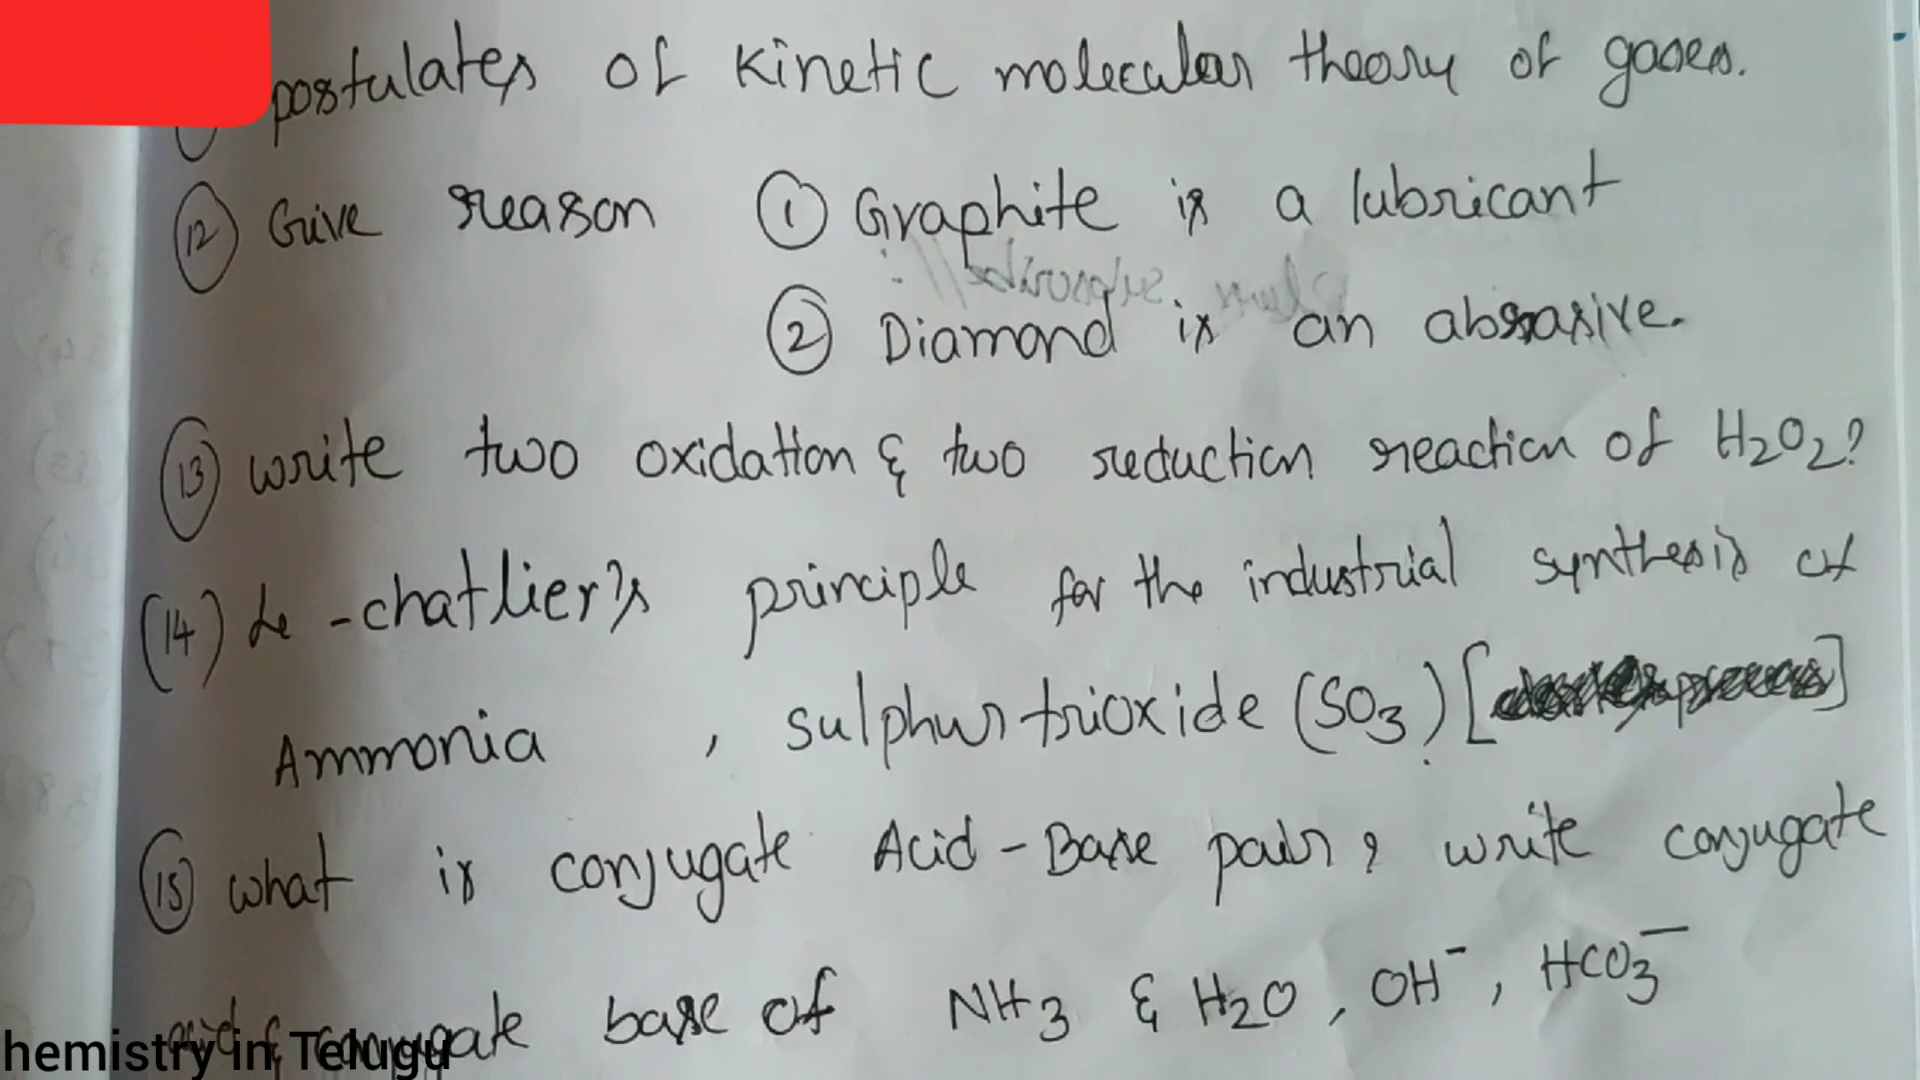 postulates of Kinetic molecular theory of gases.
(12) Give reason (1) Graphite is a lubricant
(2) Diamond is an abrasive.
(13) write two oxidation & two reduction reaction of H2O2?
(14) Le-chatlier's principle for the industrial synthesis of
Ammonia , sulphur trioxide (SO3) [ ]
(15) what is conjugate Acid-Base pair? write conjugate
acid & conjugate base of NH3 & H2O, OH⁻, HCO3⁻
hemistry in Telugu